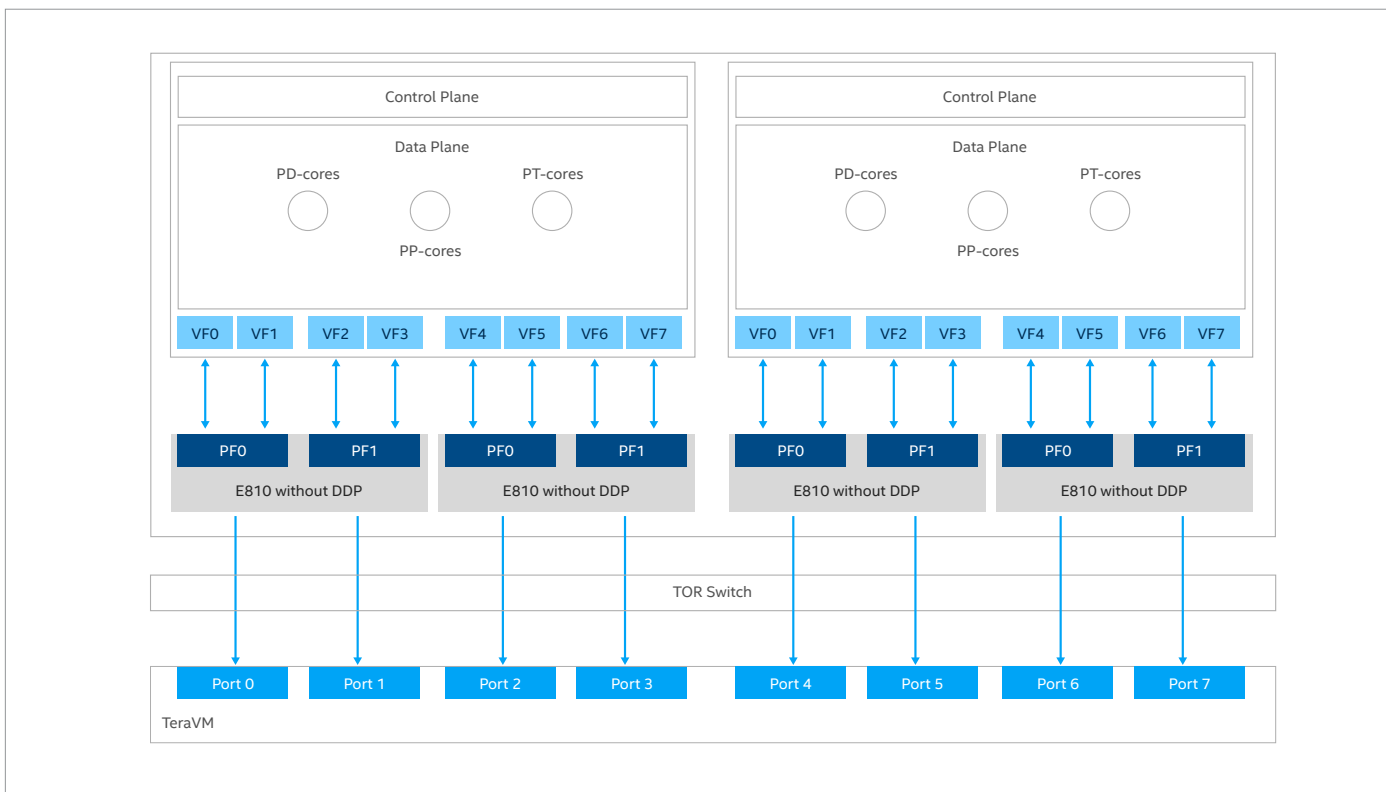 Control Plane
Control Plane
Data Plane
Data Plane
PD-cores PT-cores
PD-cores PT-cores
PP-cores
PP-cores
VF0 VF1 VF2 VF3 VF4 VF5 VF6 VF7
VF0 VF1 VF2 VF3 VF4 VF5 VF6 VF7
PF0 PF1 PF0 PF1
PF0 PF1 PF0 PF1
E810 without DDP E810 without DDP
E810 without DDP E810 without DDP
TOR Switch
Port 0 Port 1 Port 2 Port 3 Port 4 Port 5 Port 6 Port 7
TeraVM